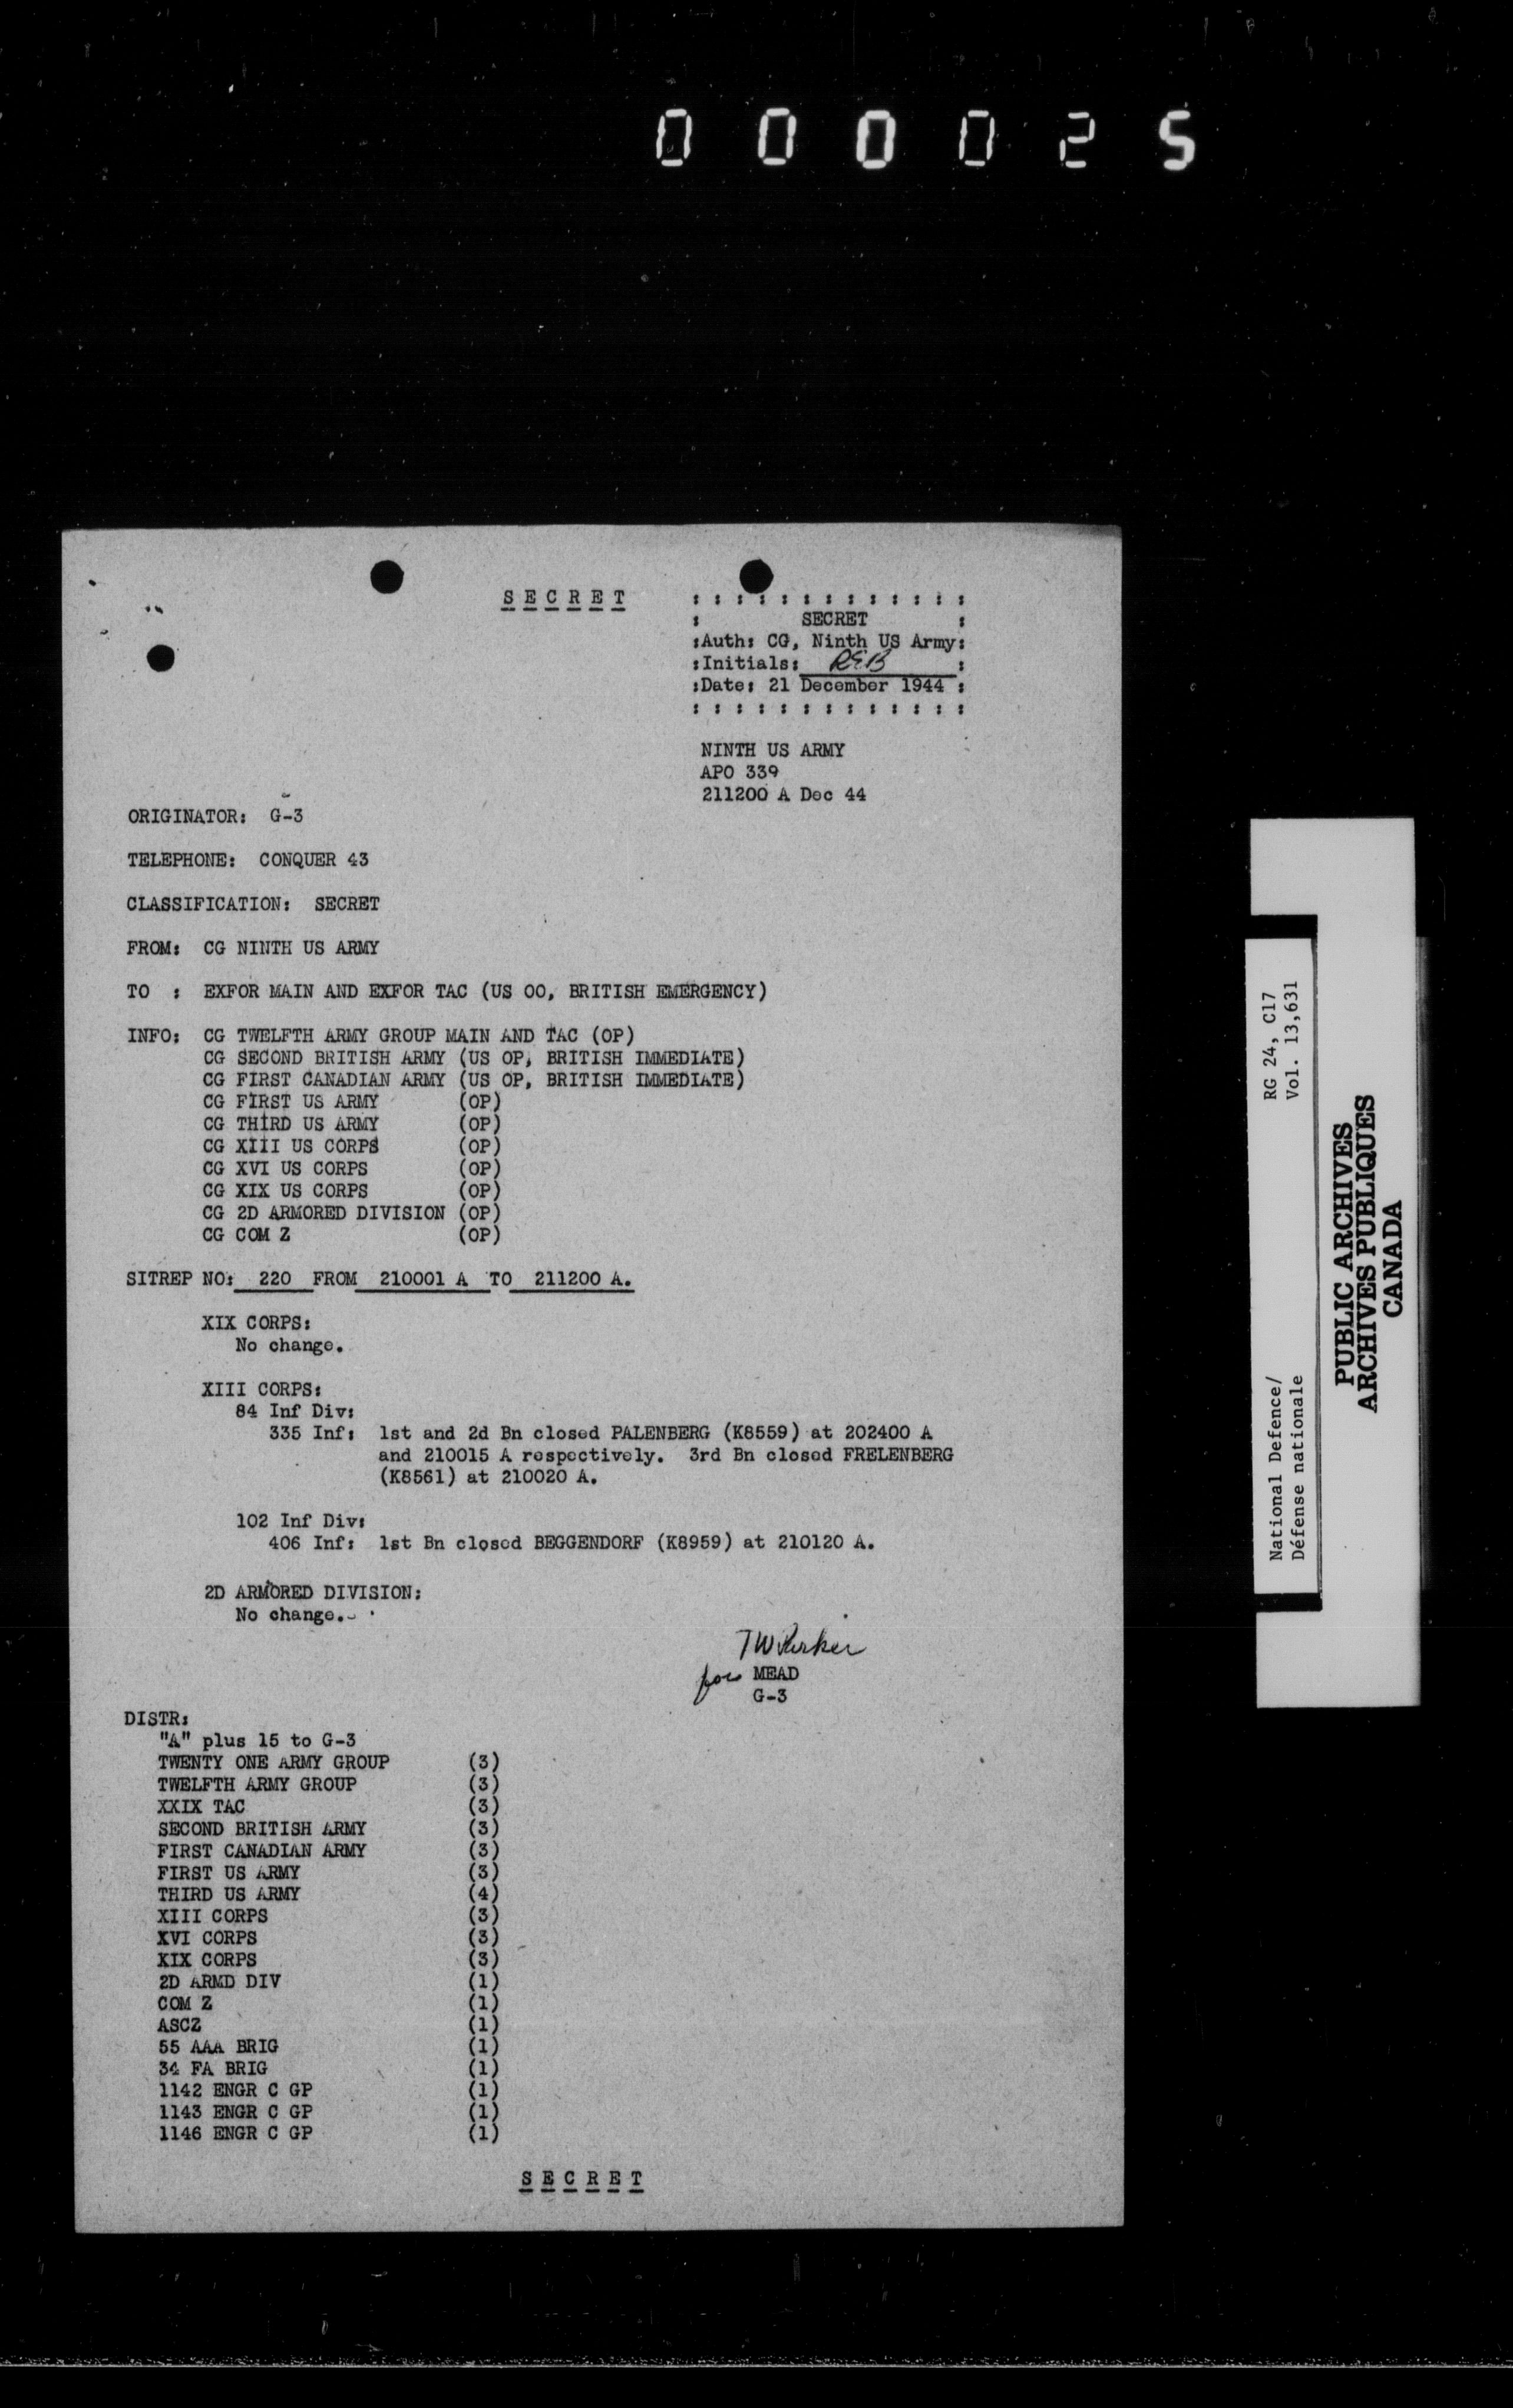 000025
S E C R E T
: : : : : : : : : : : : :
: SECRET :
:Auth: CG, Ninth US Army:
:Initials: REB :
:Date: 21 December 1944 :
: : : : : : : : : : : : :
NINTH US ARMY
APO 339
211200 A Dec 44
ORIGINATOR: G-3
TELEPHONE: CONQUER 43
CLASSIFICATION: SECRET
FROM: CG NINTH US ARMY
TO : EXFOR MAIN AND EXFOR TAC (US OO, BRITISH EMERGENCY)
INFO: CG TWELFTH ARMY GROUP MAIN AND TAC (OP)
CG SECOND BRITISH ARMY (US OP, BRITISH IMMEDIATE)
CG FIRST CANADIAN ARMY (US OP, BRITISH IMMEDIATE)
CG FIRST US ARMY (OP)
CG THIRD US ARMY (OP)
CG XIII US CORPS (OP)
CG XVI US CORPS (OP)
CG XIX US CORPS (OP)
CG 2D ARMORED DIVISION (OP)
CG COM Z (OP)
SITREP NO: 220 FROM 210001 A TO 211200 A.
XIX CORPS:
No change.
XIII CORPS:
84 Inf Div:
335 Inf: 1st and 2d Bn closed PALENBERG (K8559) at 202400 A
and 210015 A respectively. 3rd Bn closed FRELENBERG
(K8561) at 210020 A.
102 Inf Div:
406 Inf: 1st Bn closed BEGGENDORF (K8959) at 210120 A.
2D ARMORED DIVISION:
No change.
TWParker
for MEAD
G-3
DISTR:
"A" plus 15 to G-3
TWENTY ONE ARMY GROUP (3)
TWELFTH ARMY GROUP (3)
XXIX TAC (3)
SECOND BRITISH ARMY (3)
FIRST CANADIAN ARMY (3)
FIRST US ARMY (3)
THIRD US ARMY (4)
XIII CORPS (3)
XVI CORPS (3)
XIX CORPS (3)
2D ARMD DIV (1)
COM Z (1)
ASCZ (1)
55 AAA BRIG (1)
34 FA BRIG (1)
1142 ENGR C GP (1)
1143 ENGR C GP (1)
1146 ENGR C GP (1)
S E C R E T
National Defence/ RG 24, C17
Défense nationale Vol. 13,631
PUBLIC ARCHIVES
ARCHIVES PUBLIQUES
CANADA